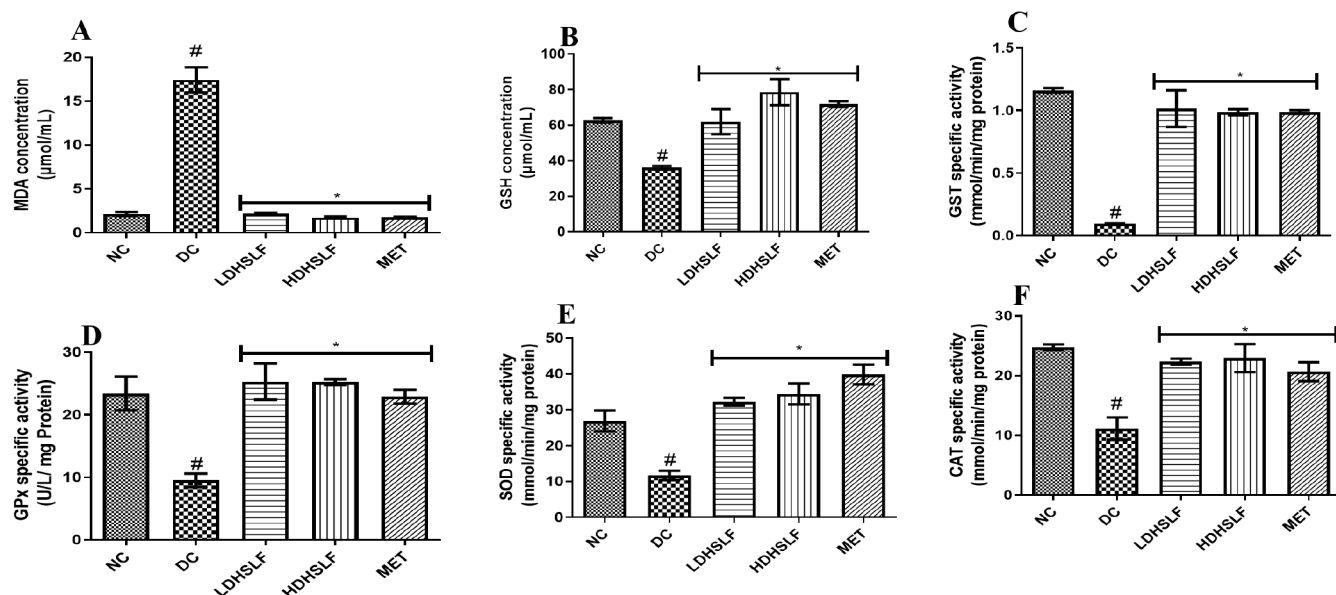 A
MDA concentration
(µmol/mL)
20
15
10
5
0
#
*
NC
DC
LDHSLF
HDHSLF
MET
B
GSH concentration
(µmol/mL)
100
80
60
40
20
0
#
*
NC
DC
LDHSLF
HDHSLF
MET
C
GST specific activity
(mmol/min/mg protein)
1.5
1.0
0.5
0.0
#
*
NC
DC
LDHSLF
HDHSLF
MET
D
GPx specific activity
(U/L/ mg Protein)
30
20
10
0
#
*
NC
DC
LDHSLF
HDHSLF
MET
E
SOD specific activity
(mmol/min/mg protein)
50
40
30
20
10
0
#
*
NC
DC
LDHSLF
HDHSLF
MET
F
CAT specific activity
(mmol/min/mg protein)
30
20
10
0
#
*
NC
DC
LDHSLF
HDHSLF
MET